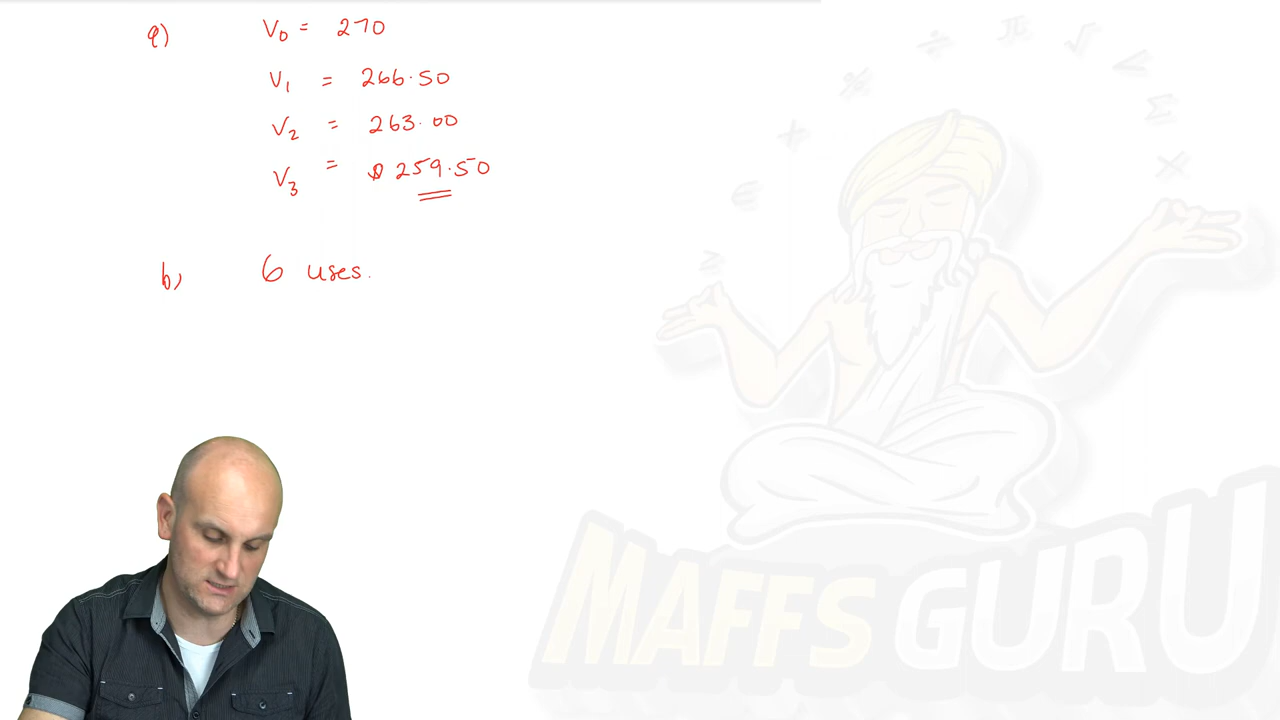 a) V₀ = 270
V₁ = 266.50
V₂ = 263.00
V₃ = $259.50
b) 6 uses.
÷ π √ <
% Σ
× ×
€
≥
MAFFS GURU